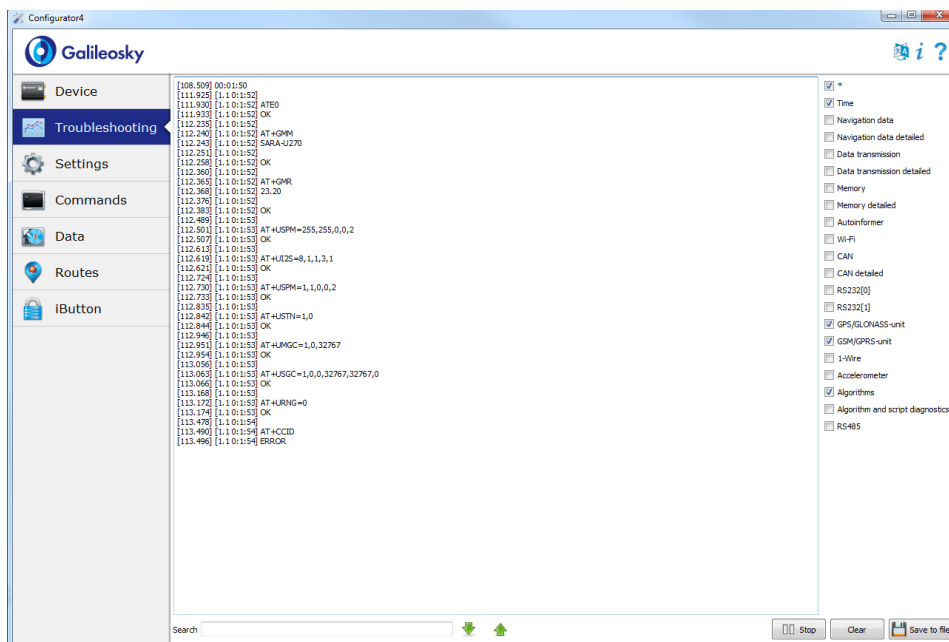 Configurator4
Galileosky
i ?
Device
Troubleshooting
Settings
Commands
Data
Routes
iButton
[108.509] 00:01:50
[111.925] [1.1 0:1:52]
[111.930] [1.1 0:1:52] ATE0
[111.933] [1.1 0:1:52] OK
[112.235] [1.1 0:1:52]
[112.240] [1.1 0:1:52] AT+GMM
[112.243] [1.1 0:1:52] SARA-U270
[112.251] [1.1 0:1:52]
[112.258] [1.1 0:1:52] OK
[112.360] [1.1 0:1:52]
[112.365] [1.1 0:1:52] AT+GMR
[112.368] [1.1 0:1:52] 23.20
[112.376] [1.1 0:1:52]
[112.383] [1.1 0:1:52] OK
[112.489] [1.1 0:1:53]
[112.501] [1.1 0:1:53] AT+USPM=255,255,0,0,2
[112.507] [1.1 0:1:53] OK
[112.613] [1.1 0:1:53]
[112.619] [1.1 0:1:53] AT+UI2S=8,1,1,3,1
[112.621] [1.1 0:1:53] OK
[112.724] [1.1 0:1:53]
[112.730] [1.1 0:1:53] AT+USPM=1,1,0,0,2
[112.733] [1.1 0:1:53] OK
[112.835] [1.1 0:1:53]
[112.842] [1.1 0:1:53] AT+USTN=1,0
[112.844] [1.1 0:1:53] OK
[112.946] [1.1 0:1:53]
[112.951] [1.1 0:1:53] AT+UMGC=1,0,32767
[112.954] [1.1 0:1:53] OK
[113.056] [1.1 0:1:53]
[113.063] [1.1 0:1:53] AT+USGC=1,0,0,32767,32767,0
[113.066] [1.1 0:1:53] OK
[113.168] [1.1 0:1:53]
[113.172] [1.1 0:1:53] AT+URNG=0
[113.174] [1.1 0:1:53] OK
[113.478] [1.1 0:1:54]
[113.490] [1.1 0:1:54] AT+CCID
[113.496] [1.1 0:1:54] ERROR
*
Time
Navigation data
Navigation data detailed
Data transmission
Data transmission detailed
Memory
Memory detailed
Autoinformer
Wi-Fi
CAN
CAN detailed
RS232[0]
RS232[1]
GPS/GLONASS-unit
GSM/GPRS-unit
1-Wire
Accelerometer
Algorithms
Algorithm and script diagnostics
RS485
Search
Stop
Clear
Save to file